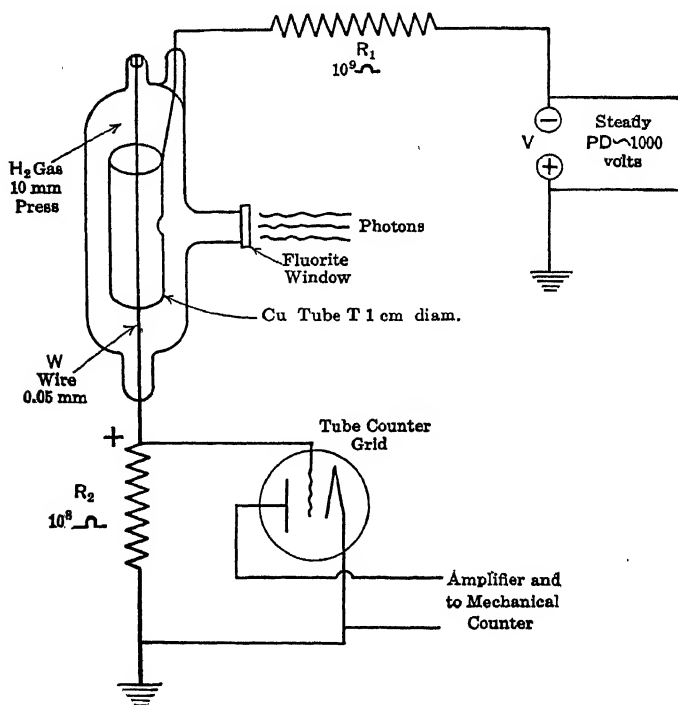 R₁
10⁹ Ω
−
V
+
Steady
PD~1000
volts
H₂ Gas
10 mm
Press
Photons
Fluorite
Window
Cu Tube T 1 cm diam.
W
Wire
0.05 mm
+
Tube Counter
Grid
R₂
10⁸ Ω
Amplifier and
to Mechanical
Counter